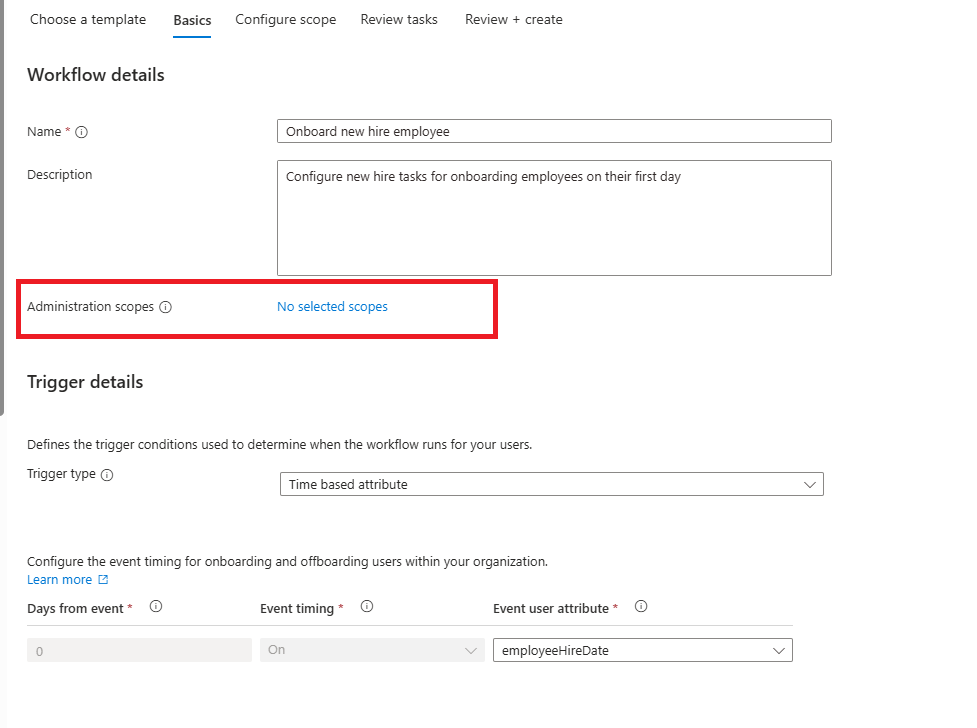 Choose a template Basics Configure scope Review tasks Review + create
Workflow details
Name * Onboard new hire employee
Description Configure new hire tasks for onboarding employees on their first day
Administration scopes No selected scopes
Trigger details
Defines the trigger conditions used to determine when the workflow runs for your users.
Trigger type Time based attribute
Configure the event timing for onboarding and offboarding users within your organization.
Learn more
Days from event * Event timing * Event user attribute *
0 On employeeHireDate